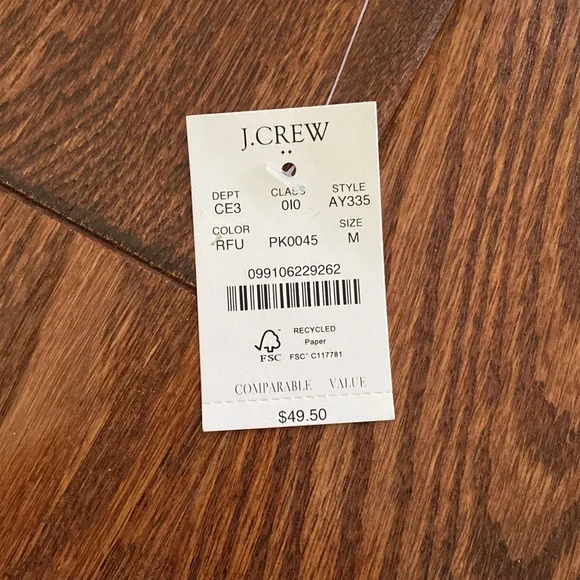 J.CREW
DEPT CLASS STYLE
CE3 0I0 AY335
COLOR SIZE
RFU PK0045 M
099106229262
FSC
RECYCLED
Paper
FSC™ C117781
COMPARABLE VALUE
$49.50